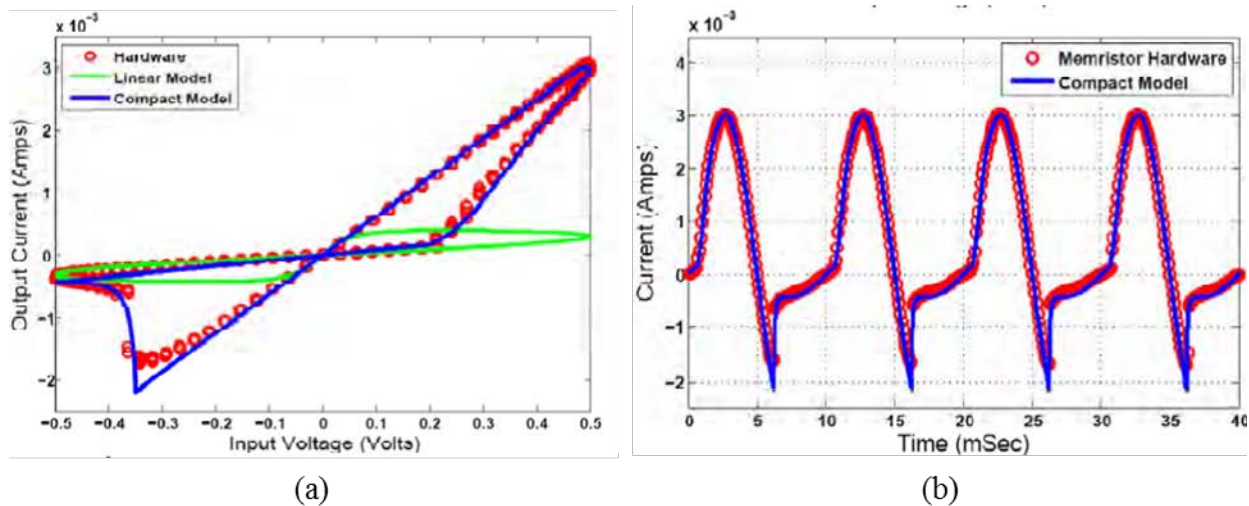 x 10⁻³
Hardware
Linear Model
Compact Model
3
2
1
0
−1
−2
Output Current (Amps)
−0.5 −0.4 −0.3 −0.2 −0.1 0 0.1 0.2 0.3 0.4 0.5
Input Voltage (Volts)
(a)
x 10⁻³
Memristor Hardware
Compact Model
4
3
2
1
0
−1
−2
Current (Amps)
0 5 10 15 20 25 30 35 40
Time (mSec)
(b)